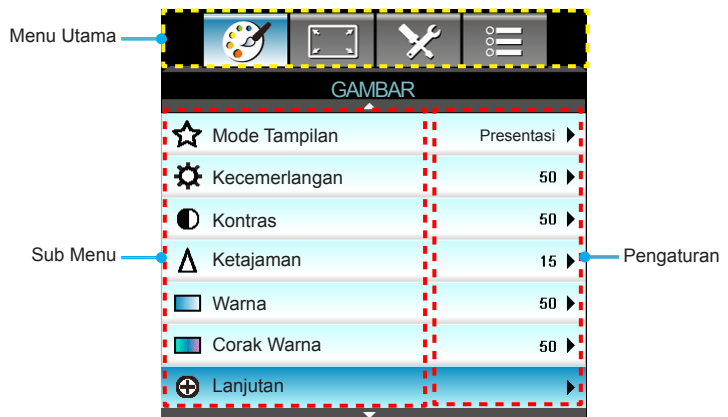 Menu Utama
GAMBAR
Mode Tampilan Presentasi
Kecemerlangan 50
Kontras 50
Sub Menu Ketajaman 15 Pengaturan
Warna 50
Corak Warna 50
Lanjutan